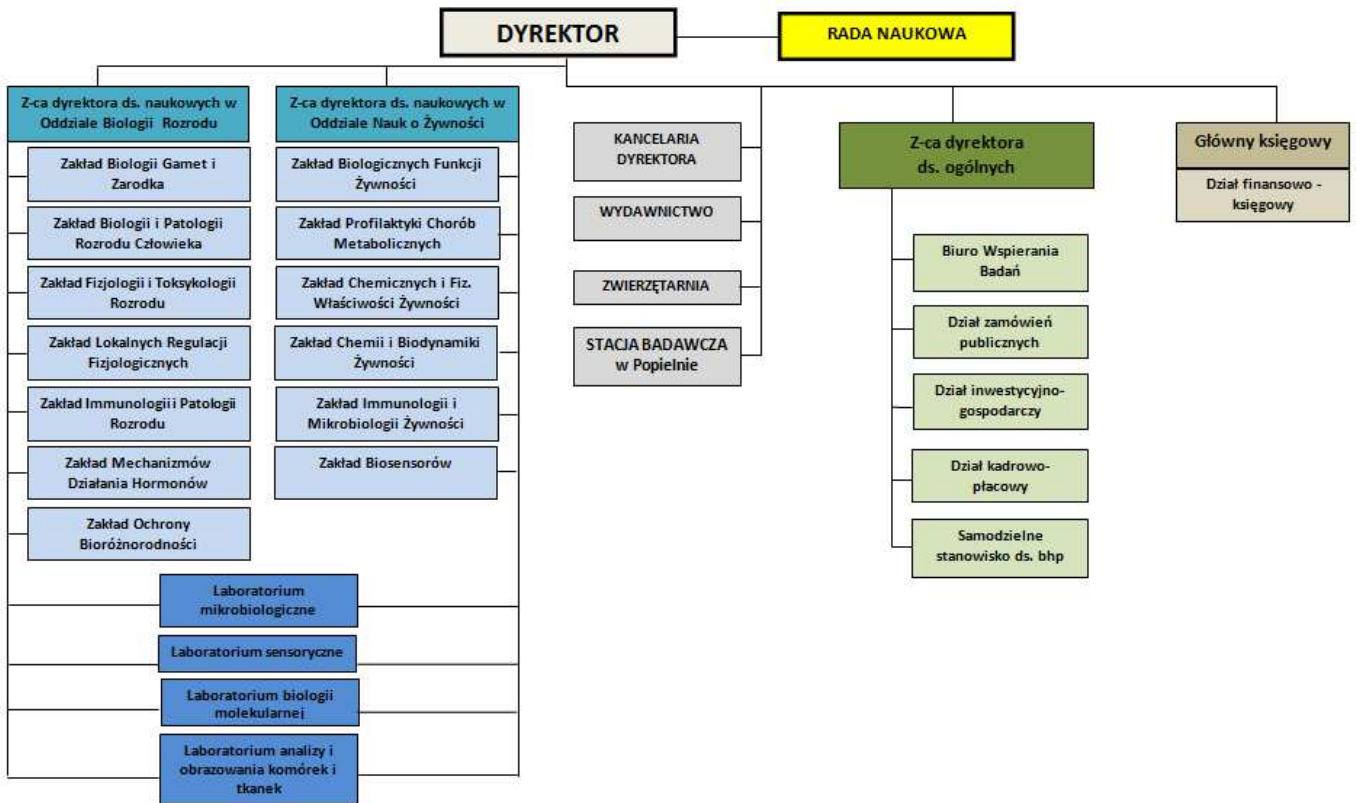 DYREKTOR
RADA NAUKOWA
Z-ca dyrektora ds. naukowych w
Oddziale Biologii Rozrodu
Zakład Biologii Gamet i
Zarodka
Zakład Biologii i Patologii
Rozrodu Człowieka
Zakład Fizjologii i Toksykologii
Rozrodu
Zakład Lokalnych Regulacji
Fizjologicznych
Zakład Immunologii i Patologii
Rozrodu
Zakład Mechanizmów
Działania Hormonów
Zakład Ochrony
Bioróżnorodności
Z-ca dyrektora ds. naukowych w
Oddziale Nauk o Żywności
Zakład Biologicznych Funkcji
Żywności
Zakład Profilaktyki Chorób
Metabolicznych
Zakład Chemicznych i Fiz.
Właściwości Żywności
Zakład Chemii i Biodynamiki
Żywności
Zakład Immunologii i
Mikrobiologii Żywności
Zakład Biosensorów
Laboratorium
mikrobiologiczne
Laboratorium sensoryczne
Laboratorium biologii
molekularnej
Laboratorium analizy i
obrazowania komórek i
tkanek
KANCELARIA
DYREKTORA
WYDAWNICTWO
ZWIERZĘTARNIA
STACJA BADAWCZA
w Popielnie
Z-ca dyrektora
ds. ogólnych
Biuro Wspierania
Badań
Dział zamówień
publicznych
Dział inwestycyjno-
gospodarczy
Dział kadrowo-
płacowy
Samodzielne
stanowisko ds. bhp
Główny księgowy
Dział finansowo -
księgowy